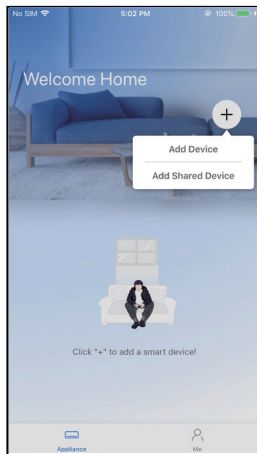 No SIM 5:02 PM 100%
Welcome Home
+
Add Device
Add Shared Device
Click "+" to add a smart device!
Appliance Me